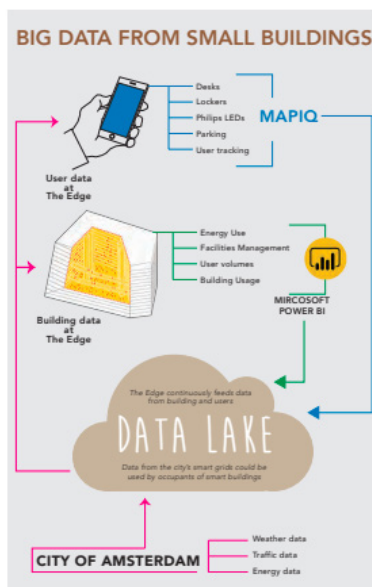 BIG DATA FROM SMALL BUILDINGS
Desks
Lockers
Philips LEDs
Parking
User tracking
MAPIQ
User data
at
The Edge
Energy Use
Facilities Management
User volumes
Building Usage
MIRCOSOFT
POWER BI
Building data
at
The Edge
The Edge continuously feeds data
from building and users
DATA LAKE
Data from the city's smart grids could be
used by occupants of smart buildings
CITY OF AMSTERDAM
Weather data
Traffic data
Energy data